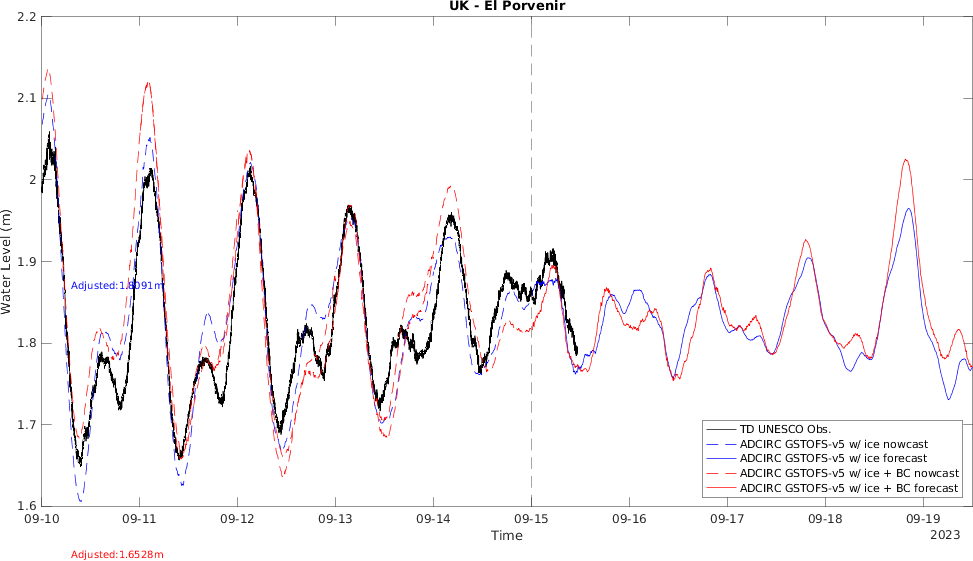 UK - El Porvenir
2.2
2.1
2
1.9
1.8
1.7
1.6
Water Level (m)
Adjusted:1.8091m
TD UNESCO Obs.
ADCIRC GSTOFS-v5 w/ ice nowcast
ADCIRC GSTOFS-v5 w/ ice forecast
ADCIRC GSTOFS-v5 w/ ice + BC nowcast
ADCIRC GSTOFS-v5 w/ ice + BC forecast
09-10 09-11 09-12 09-13 09-14 09-15 09-16 09-17 09-18 09-19
Time
2023
Adjusted:1.6528m